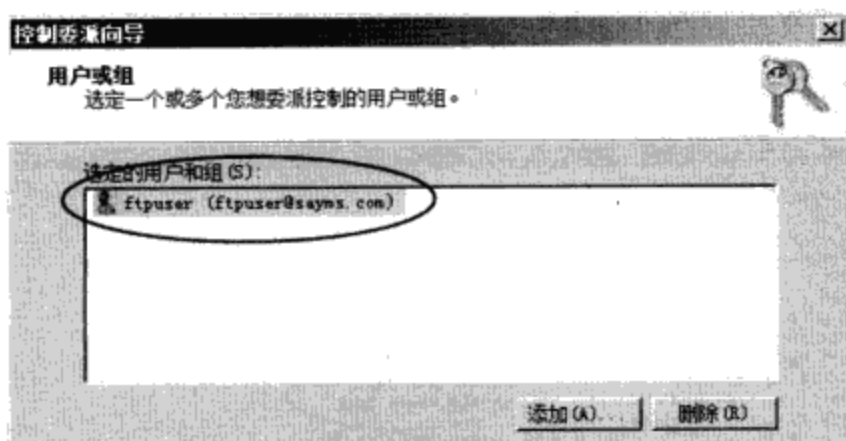 控制委派向导
用户或组
选定一个或多个您想委派控制的用户或组。
选定的用户和组(S):
ftpuser (ftpuser@sayms.com)
添加(A)... 删除(R)